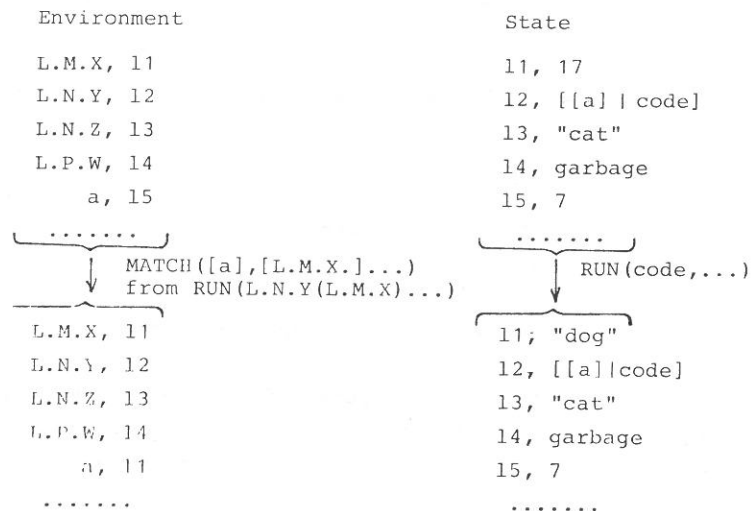 Environment
L.M.X, l1
L.N.Y, l2
L.N.Z, l3
L.P.W, l4
a, l5
.......
MATCH([a],[L.M.X.]...)
from RUN(L.N.Y(L.M.X)...)
L.M.X, l1
L.N.Y, l2
L.N.Z, l3
L.P.W, l4
a, l1
.......
State
l1, 17
l2, [[a] | code]
l3, "cat"
l4, garbage
l5, 7
.......
RUN(code,...)
l1; "dog"
l2, [[a]|code]
l3, "cat"
l4, garbage
l5, 7
.......